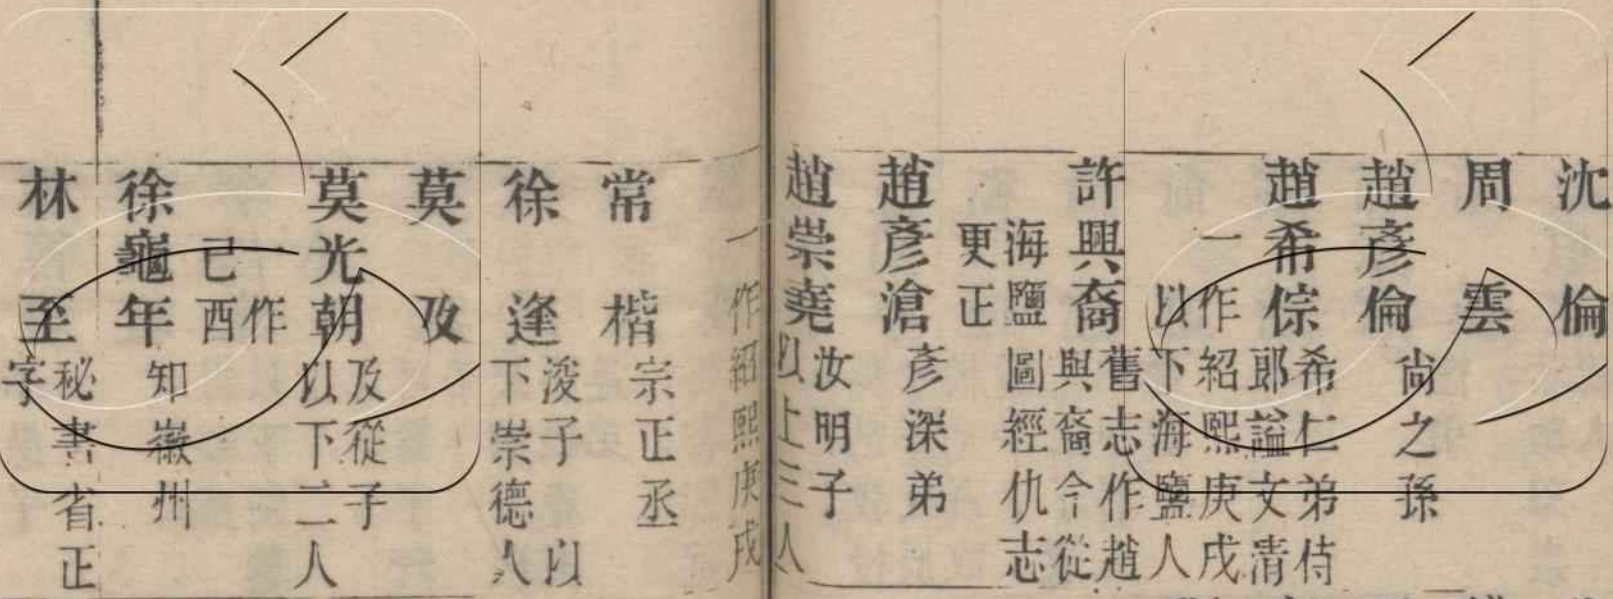 沈倫
周雲
趙彥倫 尚之孫
趙希倧 希仁弟侍
郎諡文清
一作紹熙庚戌
以下海鹽人
許興裔 舊志作趙
與裔今從
海鹽圖經仇志
更正
趙彥滄 彥深弟
趙崇堯 汝明子
以上三人
一作紹熙庚戌
常楷 宗正丞
徐逢 浚子以
下崇德人
莫及
莫光朝 及從子
以下二人
一作
己酉
徐龜年 知徽州
林至 秘書省正
字